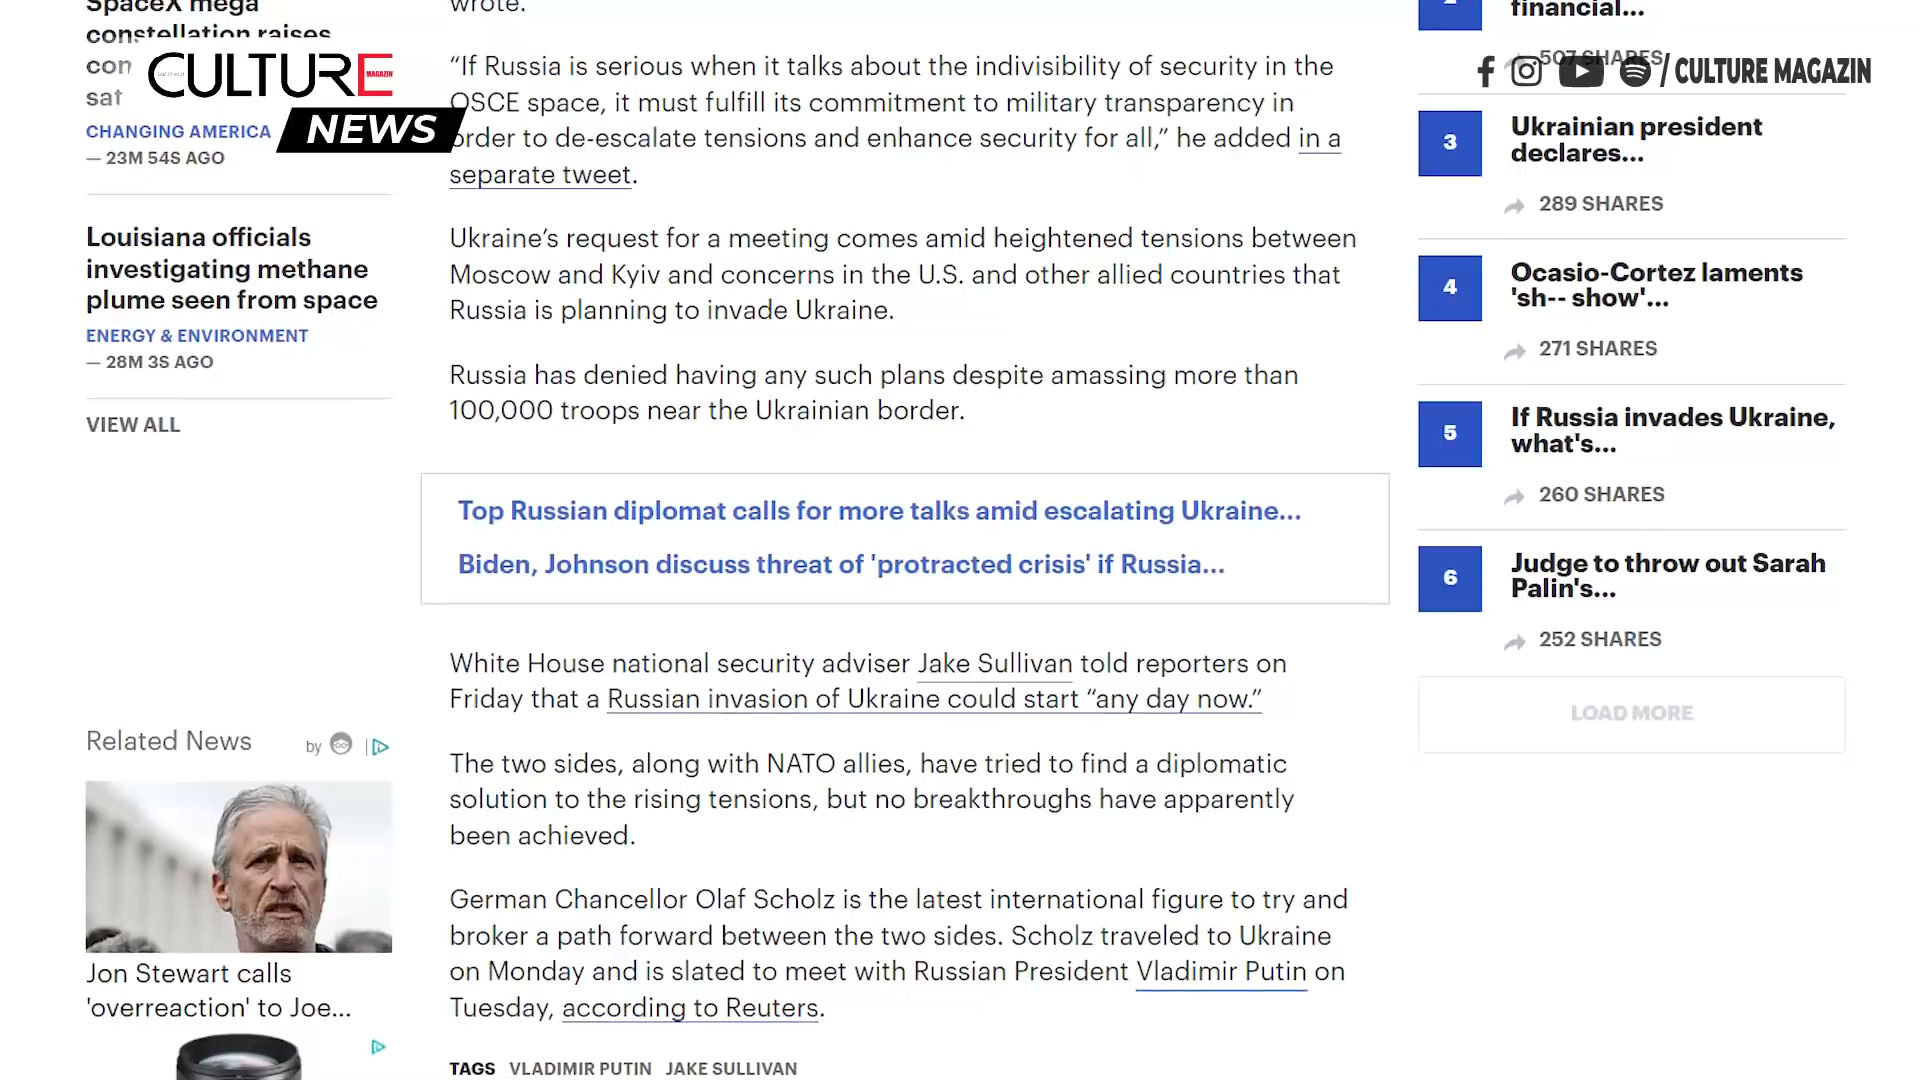 SpaceX mega
constellation raises
con
sat
CHANGING AMERICA
— 23M 54S AGO
Louisiana officials
investigating methane
plume seen from space
ENERGY & ENVIRONMENT
— 28M 3S AGO
VIEW ALL
Related News
by
Jon Stewart calls
'overreaction' to Joe...
CULTURE
MAGAZIN
NEWS
wrote.
“If Russia is serious when it talks about the indivisibility of security in the
OSCE space, it must fulfill its commitment to military transparency in
order to de-escalate tensions and enhance security for all,” he added in a
separate tweet.
Ukraine’s request for a meeting comes amid heightened tensions between
Moscow and Kyiv and concerns in the U.S. and other allied countries that
Russia is planning to invade Ukraine.
Russia has denied having any such plans despite amassing more than
100,000 troops near the Ukrainian border.
Top Russian diplomat calls for more talks amid escalating Ukraine...
Biden, Johnson discuss threat of 'protracted crisis' if Russia...
White House national security adviser Jake Sullivan told reporters on
Friday that a Russian invasion of Ukraine could start “any day now.”
The two sides, along with NATO allies, have tried to find a diplomatic
solution to the rising tensions, but no breakthroughs have apparently
been achieved.
German Chancellor Olaf Scholz is the latest international figure to try and
broker a path forward between the two sides. Scholz traveled to Ukraine
on Monday and is slated to meet with Russian President Vladimir Putin on
Tuesday, according to Reuters.
TAGS VLADIMIR PUTIN JAKE SULLIVAN
financial...
507 SHARES
/ CULTURE MAGAZIN
3
Ukrainian president
declares...
289 SHARES
4
Ocasio-Cortez laments
'sh-- show'...
271 SHARES
5
If Russia invades Ukraine,
what's...
260 SHARES
6
Judge to throw out Sarah
Palin's...
252 SHARES
LOAD MORE